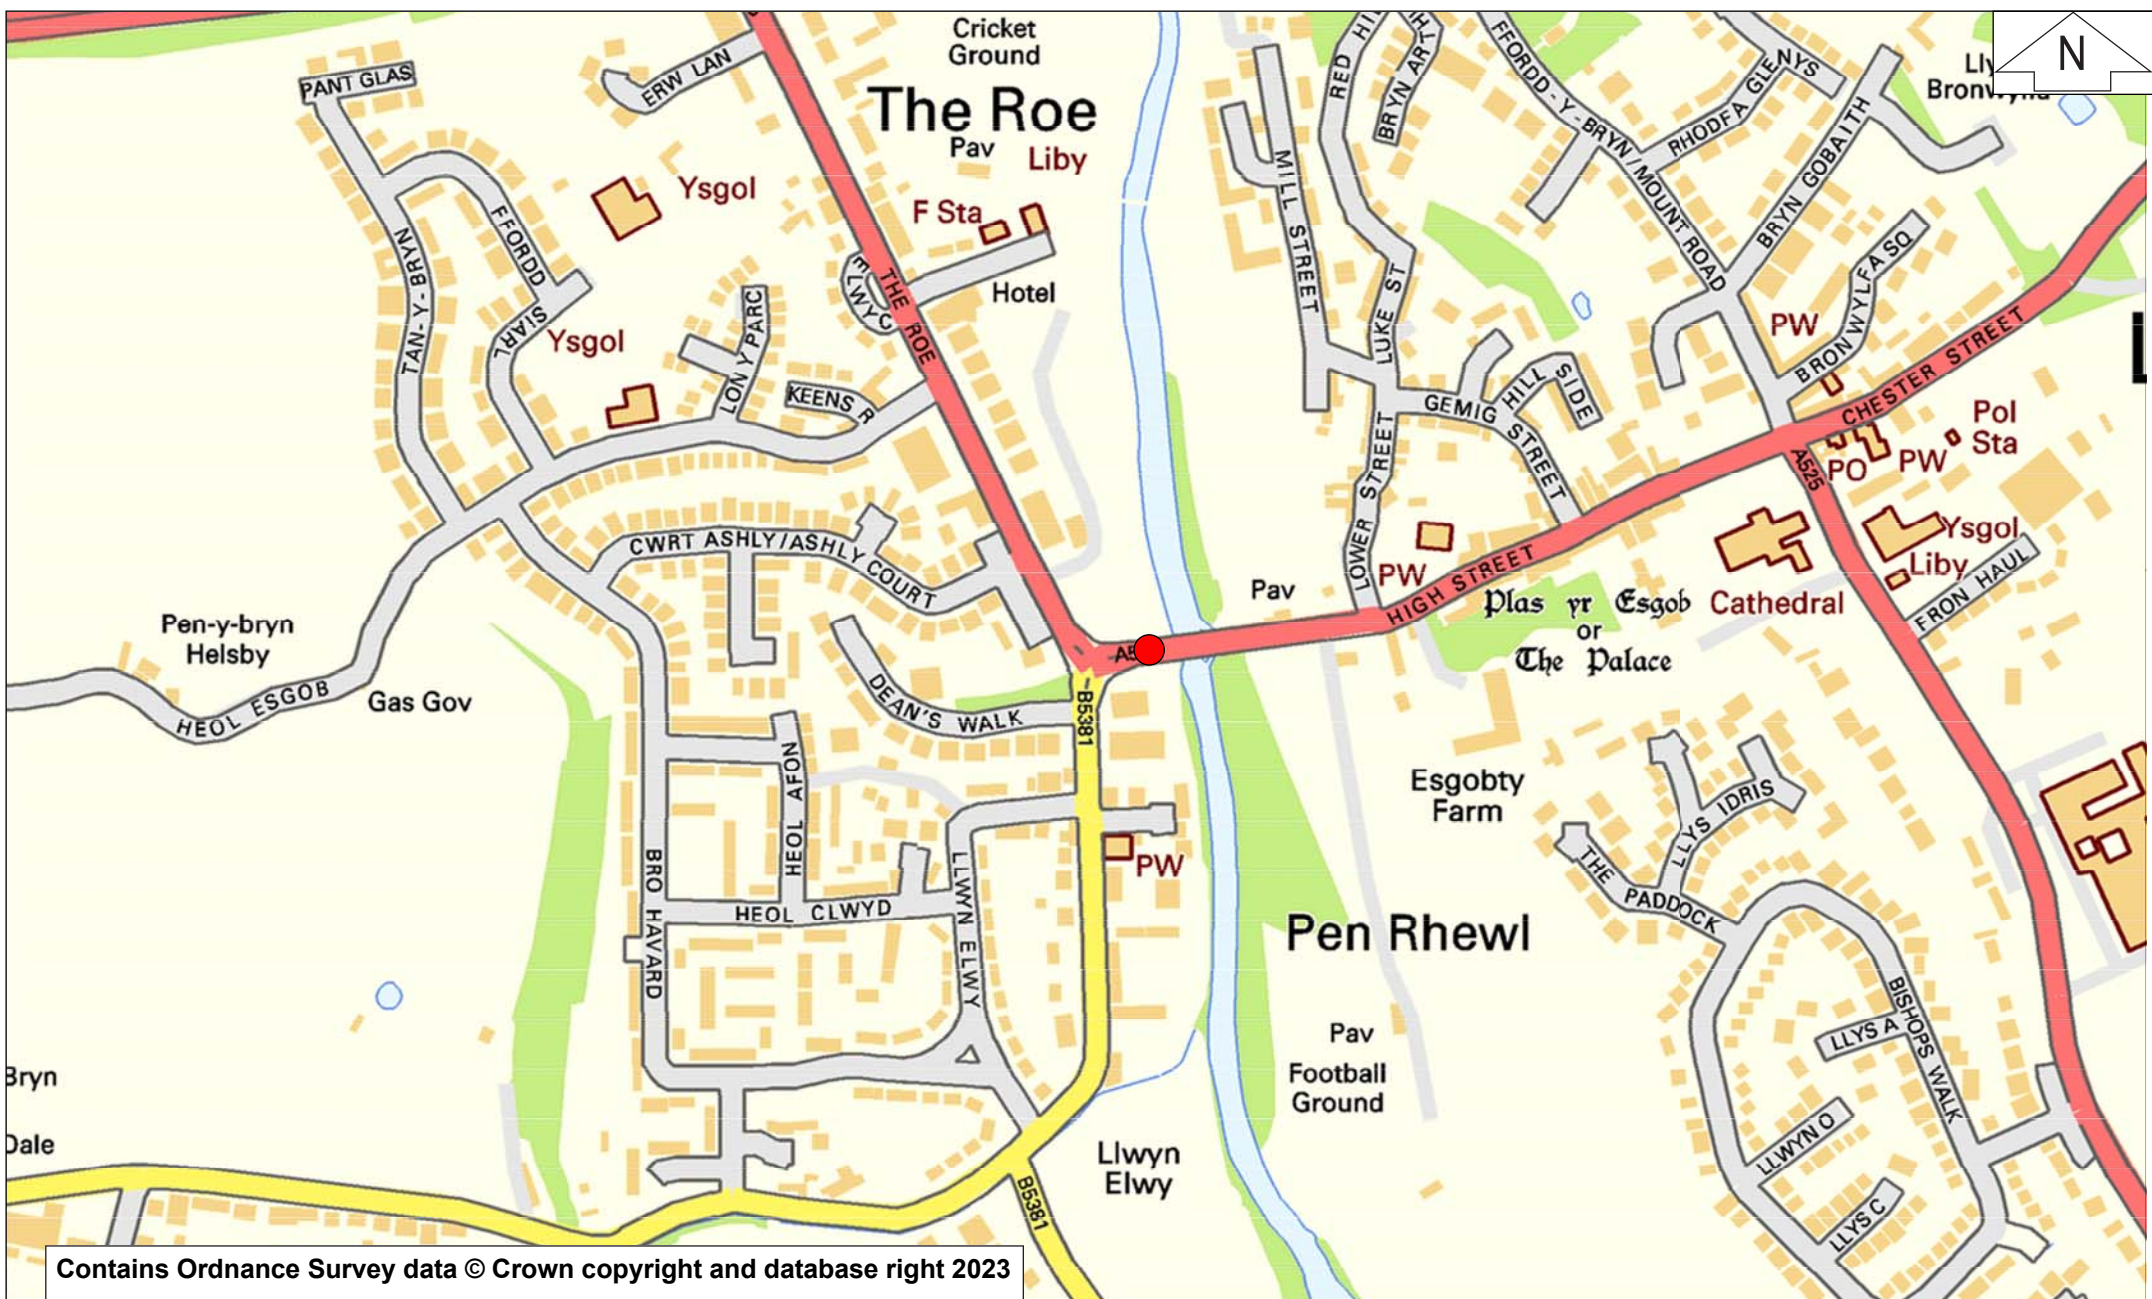 Cricket
Ground
N
PANT GLAS
ERW LAN
The Roe
Pav
Liby
F Sta
Ysgol
RED
BRYN
FFORDD-Y-BRYN/MOUNT ROAD
RHODFA GLENYS
BRYN GOBAITH
MILL STREET
TAN-Y-BRYN
FFORDD
SIARL
Ysgol
ELWY C
THE ROE
Hotel
LUKE ST
BRONWYLFA SQ
PW
CHESTER STREET
LON Y PARC
KEENS R
GEMIG STREET
HILL SIDE
LOWER STREET
A525
PO
PW
Pol
Sta
CWRT ASHLY/ASHLY COURT
PW
HIGH STREET
Cathedral
Ysgol
Liby
FRON HAUL
Pav
Plas yr Esgob
or
The Palace
Pen-y-bryn
Helsby
HEOL ESGOB
Gas Gov
DEAN'S WALK
B5381
HEOL AFON
Esgobty
Farm
LLYS IDRIS
THE PADDOCK
BRO HAVARD
HEOL CLWYD
LLWYN ELWY
PW
Pen Rhewl
BISHOPS WALK
LLYS A
Pav
Football
Ground
Bryn
Dale
Llwyn
Elwy
B5381
LLWYN O
LLYS C
Contains Ordnance Survey data © Crown copyright and database right 2023